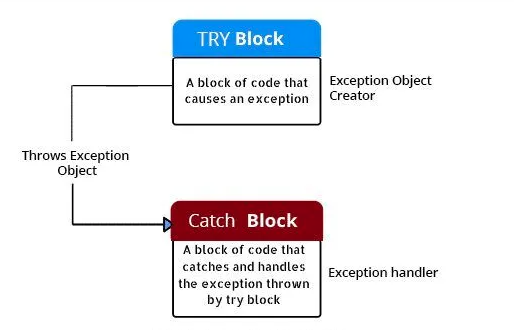 TRY Block
A block of code that
causes an exception
Exception Object
Creator
Throws Exception
Object
Catch Block
A block of code that
catches and handles
the exception thrown
by try block
Exception handler